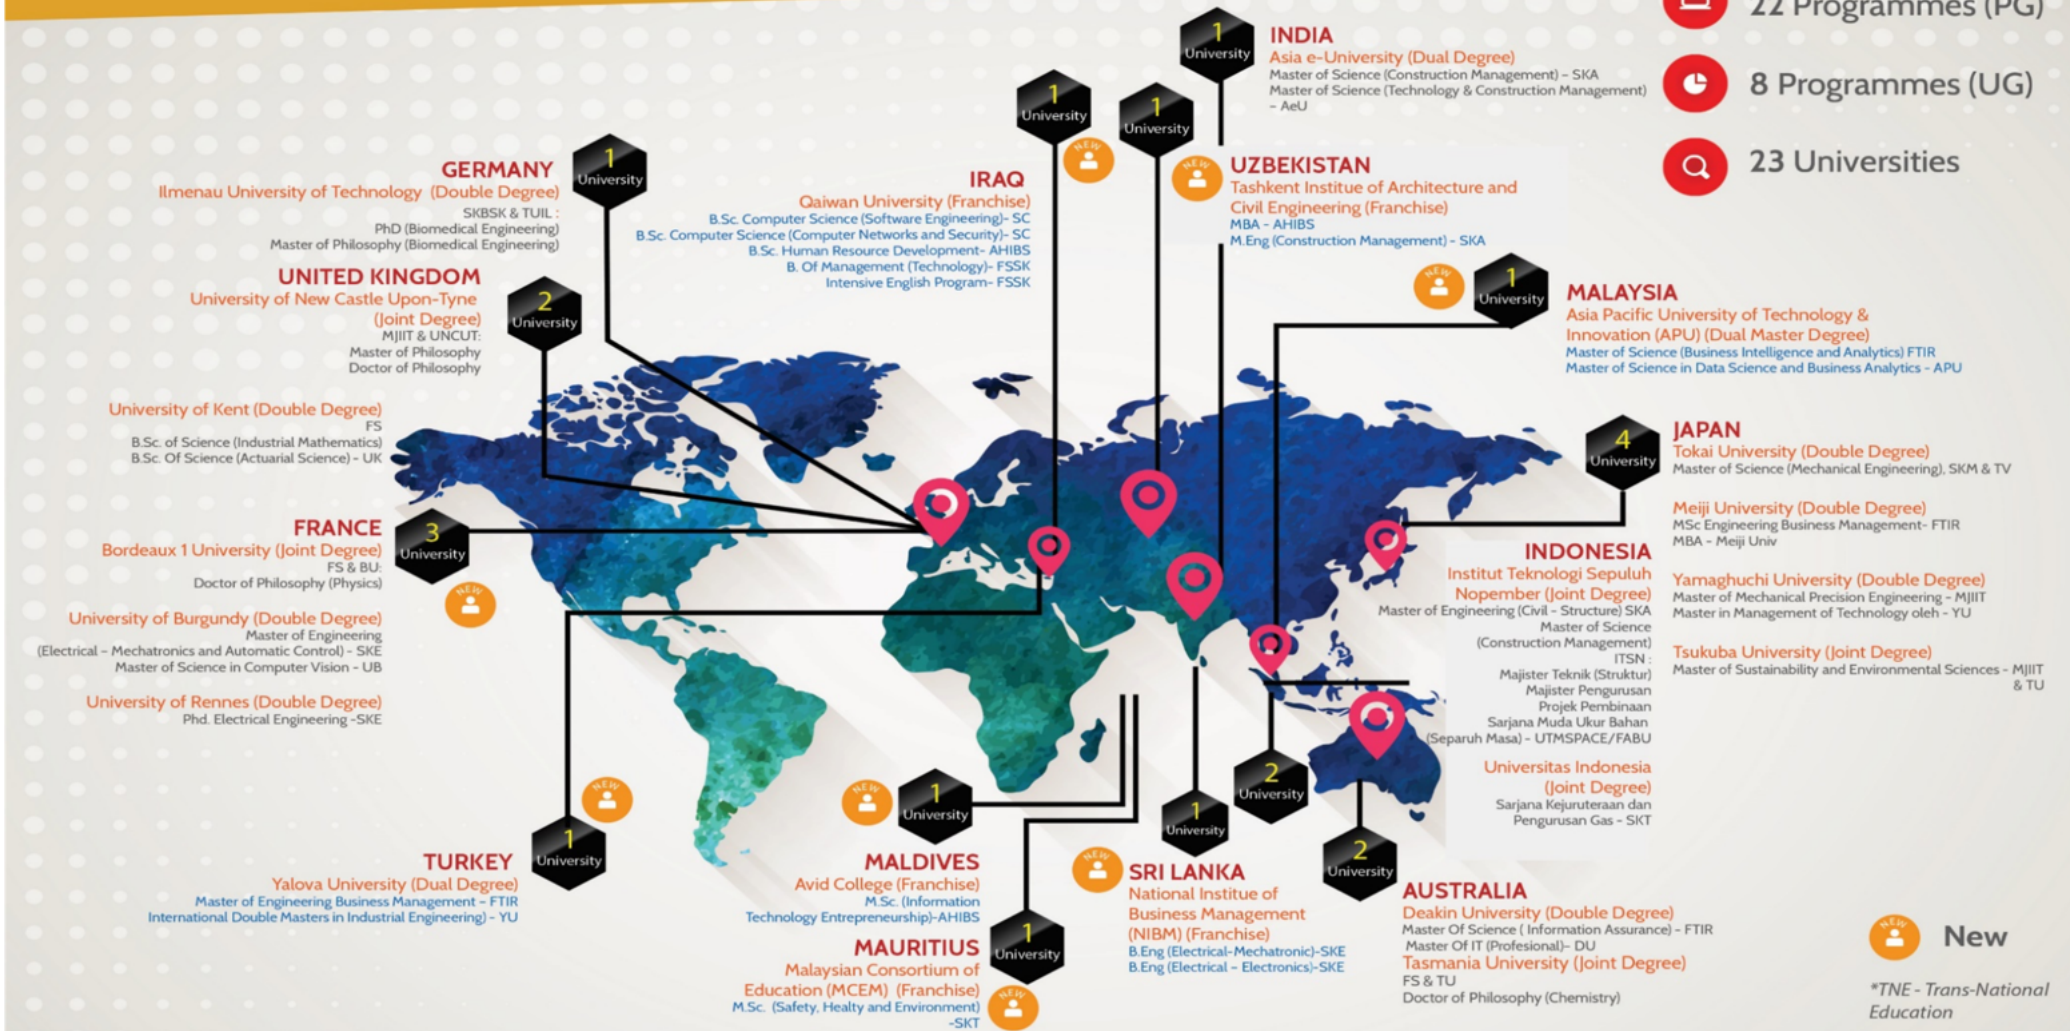 22 Programmes (PG)
8 Programmes (UG)
23 Universities
1
University
INDIA
Asia e-University (Dual Degree)
Master of Science (Construction Management) – SKA
Master of Science (Technology & Construction Management)
– AeU
1
University
NEW
1
University
NEW
UZBEKISTAN
Tashkent Institue of Architecture and
Civil Engineering (Franchise)
MBA - AHIBS
M.Eng (Construction Management) - SKA
GERMANY
Ilmenau University of Technology (Double Degree)
SKBSK & TUIL :
PhD (Biomedical Engineering)
Master of Philosophy (Biomedical Engineering)
1
University
IRAQ
Qaiwan University (Franchise)
B.Sc. Computer Science (Software Engineering)- SC
B.Sc. Computer Science (Computer Networks and Security)- SC
B.Sc. Human Resource Development- AHIBS
B. Of Management (Technology)- FSSK
Intensive English Program- FSSK
UNITED KINGDOM
University of New Castle Upon-Tyne
(Joint Degree)
MJIIT & UNCUT:
Master of Philosophy
Doctor of Philosophy
2
University
University of Kent (Double Degree)
FS
B.Sc. of Science (Industrial Mathematics)
B.Sc. Of Science (Actuarial Science) - UK
NEW
1
University
MALAYSIA
Asia Pacific University of Technology &
Innovation (APU) (Dual Master Degree)
Master of Science (Business Intelligence and Analytics) FTIR
Master of Science in Data Science and Business Analytics - APU
4
University
JAPAN
Tokai University (Double Degree)
Master of Science (Mechanical Engineering), SKM & TV
Meiji University (Double Degree)
MSc Engineering Business Management- FTIR
MBA - Meiji Univ
Yamaghuchi University (Double Degree)
Master of Mechanical Precision Engineering - MJIIT
Master in Management of Technology oleh - YU
Tsukuba University (Joint Degree)
Master of Sustainability and Environmental Sciences - MJIIT
& TU
FRANCE
Bordeaux 1 University (Joint Degree)
FS & BU:
Doctor of Philosophy (Physics)
3
University
NEW
University of Burgundy (Double Degree)
Master of Engineering
(Electrical – Mechatronics and Automatic Control) - SKE
Master of Science in Computer Vision - UB
University of Rennes (Double Degree)
Phd. Electrical Engineering -SKE
INDONESIA
Institut Teknologi Sepuluh
Nopember (Joint Degree)
Master of Engineering (Civil - Structure) SKA
Master of Science
(Construction Management)
ITSN :
Majister Teknik (Struktur)
Majister Pengurusan
Projek Pembinaan
Sarjana Muda Ukur Bahan
(Separuh Masa) - UTMSPACE/FABU
Universitas Indonesia
(Joint Degree)
Sarjana Kejuruteraan dan
Pengurusan Gas - SKT
2
University
NEW
1
University
TURKEY
Yalova University (Dual Degree)
Master of Engineering Business Management – FTIR
International Double Masters in Industrial Engineering) - YU
NEW
1
University
MALDIVES
Avid College (Franchise)
M.Sc. (Information
Technology Entrepreneurship)-AHIBS
MAURITIUS
Malaysian Consortium of
Education (MCEM) (Franchise)
M.Sc. (Safety, Healty and Environment)
-SKT
1
University
NEW
1
University
NEW
SRI LANKA
National Institue of
Business Management
(NIBM) (Franchise)
B.Eng (Electrical-Mechatronic)-SKE
B.Eng (Electrical – Electronics)-SKE
2
University
AUSTRALIA
Deakin University (Double Degree)
Master Of Science ( Information Assurance) - FTIR
Master Of IT (Profesional)- DU
Tasmania University (Joint Degree)
FS & TU
Doctor of Philosophy (Chemistry)
NEW
New
*TNE - Trans-National
Education